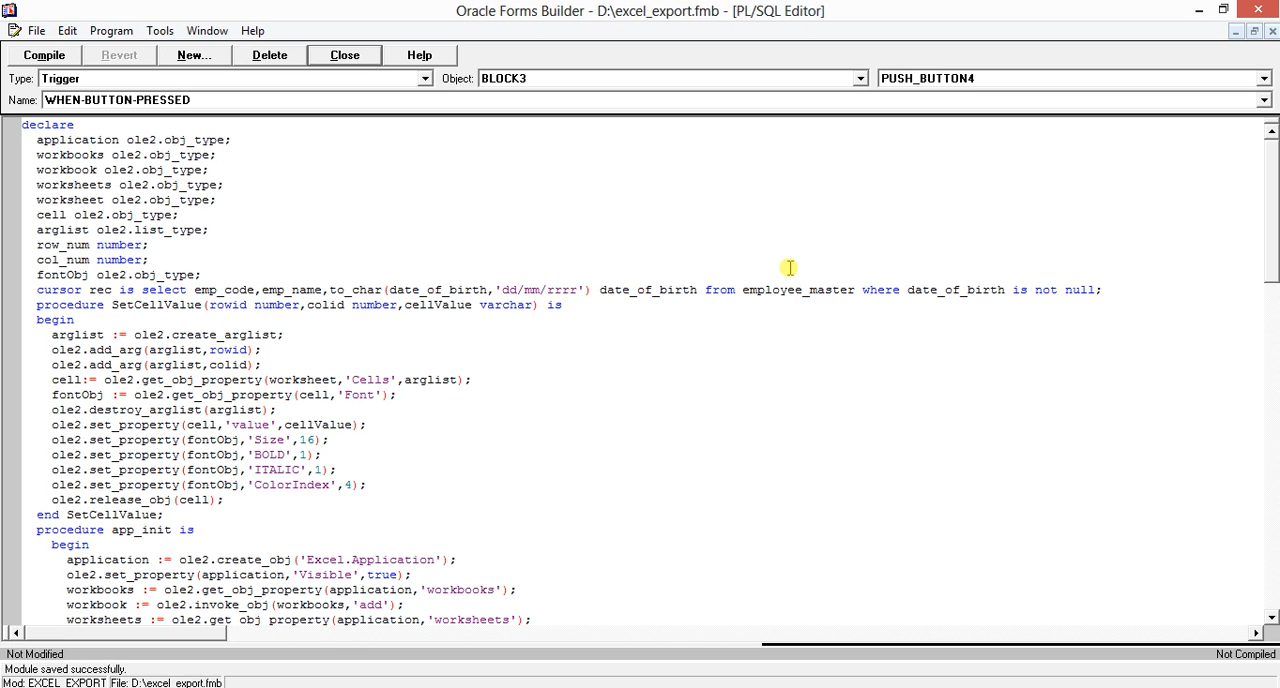 Oracle Forms Builder - D:\excel_export.fmb - [PL/SQL Editor]
File Edit Program Tools Window Help
Compile Revert New... Delete Close Help
Type: Trigger Object: BLOCK3 PUSH_BUTTON4
Name: WHEN-BUTTON-PRESSED
declare
application ole2.obj_type;
workbooks ole2.obj_type;
workbook ole2.obj_type;
worksheets ole2.obj_type;
worksheet ole2.obj_type;
cell ole2.obj_type;
arglist ole2.list_type;
row_num number;
col_num number;
fontObj ole2.obj_type;
cursor rec is select emp_code,emp_name,to_char(date_of_birth,'dd/mm/rrrr') date_of_birth from employee_master where date_of_birth is not null;
procedure SetCellValue(rowid number,colid number,cellValue varchar) is
begin
arglist := ole2.create_arglist;
ole2.add_arg(arglist,rowid);
ole2.add_arg(arglist,colid);
cell:= ole2.get_obj_property(worksheet,'Cells',arglist);
fontObj := ole2.get_obj_property(cell,'Font');
ole2.destroy_arglist(arglist);
ole2.set_property(cell,'value',cellValue);
ole2.set_property(fontObj,'Size',16);
ole2.set_property(fontObj,'BOLD',1);
ole2.set_property(fontObj,'ITALIC',1);
ole2.set_property(fontObj,'ColorIndex',4);
ole2.release_obj(cell);
end SetCellValue;
procedure app_init is
begin
application := ole2.create_obj('Excel.Application');
ole2.set_property(application,'Visible',true);
workbooks := ole2.get_obj_property(application,'workbooks');
workbook := ole2.invoke_obj(workbooks,'add');
worksheets := ole2.get_obj_property(application,'worksheets');
Not Modified Not Compiled
Module saved successfully.
Mod: EXCEL_EXPORT File: D:\excel_export.fmb